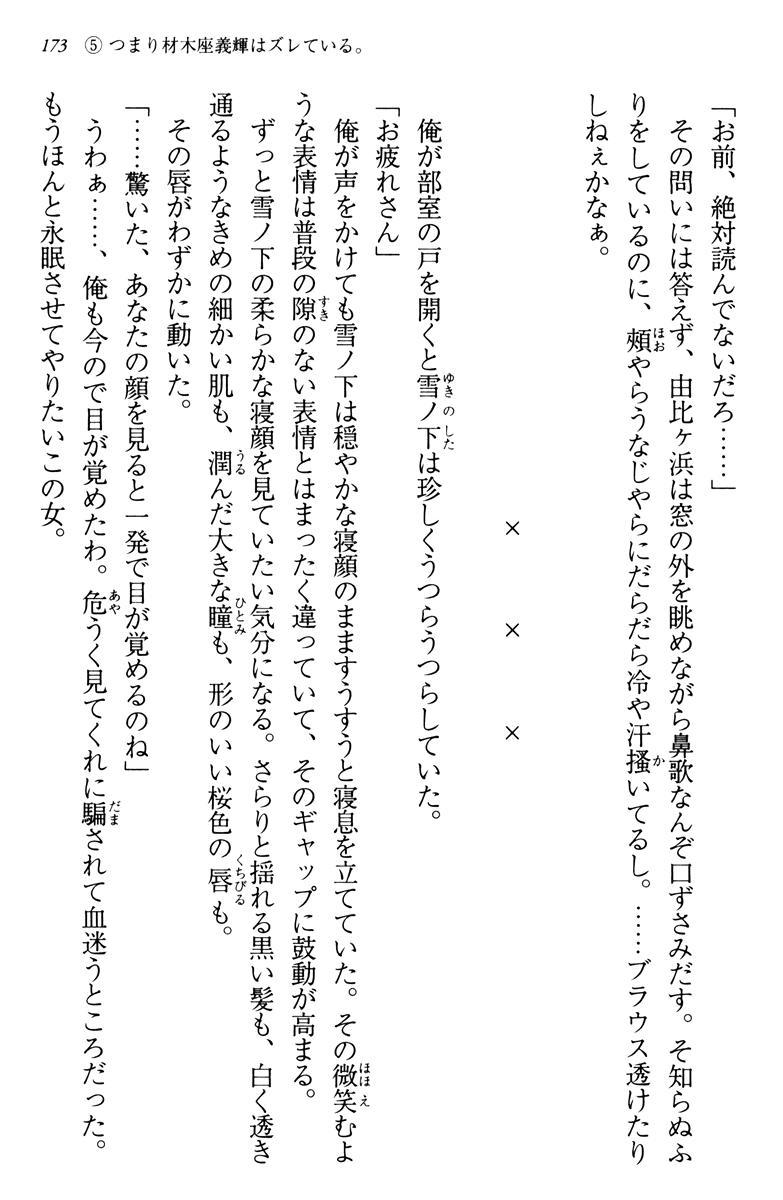 173 ⑤ つまり材木座義輝はズレている。
「お前、絶対読んでないだろ……」
その問いには答えず、由比ヶ浜は窓の外を眺めながら鼻歌なんぞ口ずさみだす。そ知らぬふ
りをしているのに、頰やらうなじやらにだらだら冷や汗搔いてるし。……ブラウス透けたり
しねぇかなぁ。
× × ×
俺が部室の戸を開くと雪ノ下は珍しくうつらうつらしていた。
「お疲れさん」
俺が声をかけても雪ノ下は穏やかな寝顔のまますうすうと寝息を立てていた。その微笑むよ
うな表情は普段の隙のない表情とはまったく違っていて、そのギャップに鼓動が高まる。
ずっと雪ノ下の柔らかな寝顔を見ていたい気分になる。さらりと揺れる黒い髪も、白く透き
通るようなきめの細かい肌も、潤んだ大きな瞳も、形のいい桜色の唇も。
その唇がわずかに動いた。
「……驚いた、あなたの顔を見ると一発で目が覚めるのね」
うわぁ……、俺も今ので目が覚めたわ。危うく見てくれに騙されて血迷うところだった。
もうほんと永眠させてやりたいこの女。